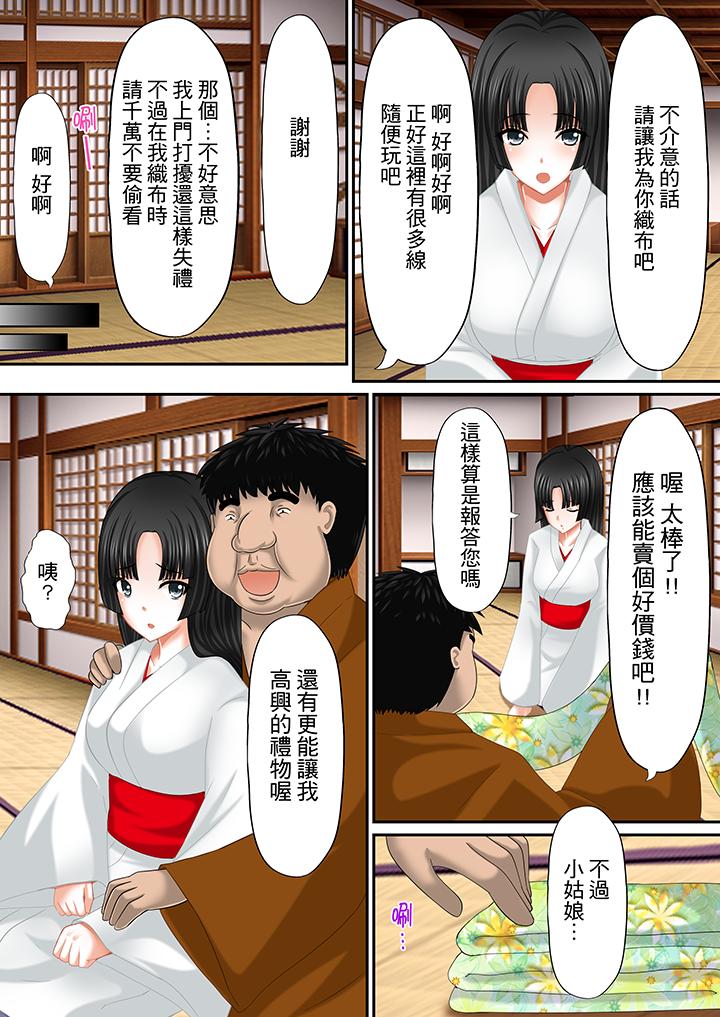 不介意的話
請讓我為你織布吧
啊 好啊好啊
正好這裡有很多線
隨便玩吧
謝謝
那個…不好意思
我上門打擾還這樣失禮
不過在我織布時
請千萬不要偷看
唰—
啊 好啊
喔 太棒了!!
應該能賣個好價錢吧!!
這樣算是報答您嗎
不過
小姑娘…
唰…
還有更能讓我
高興的禮物喔
咦?